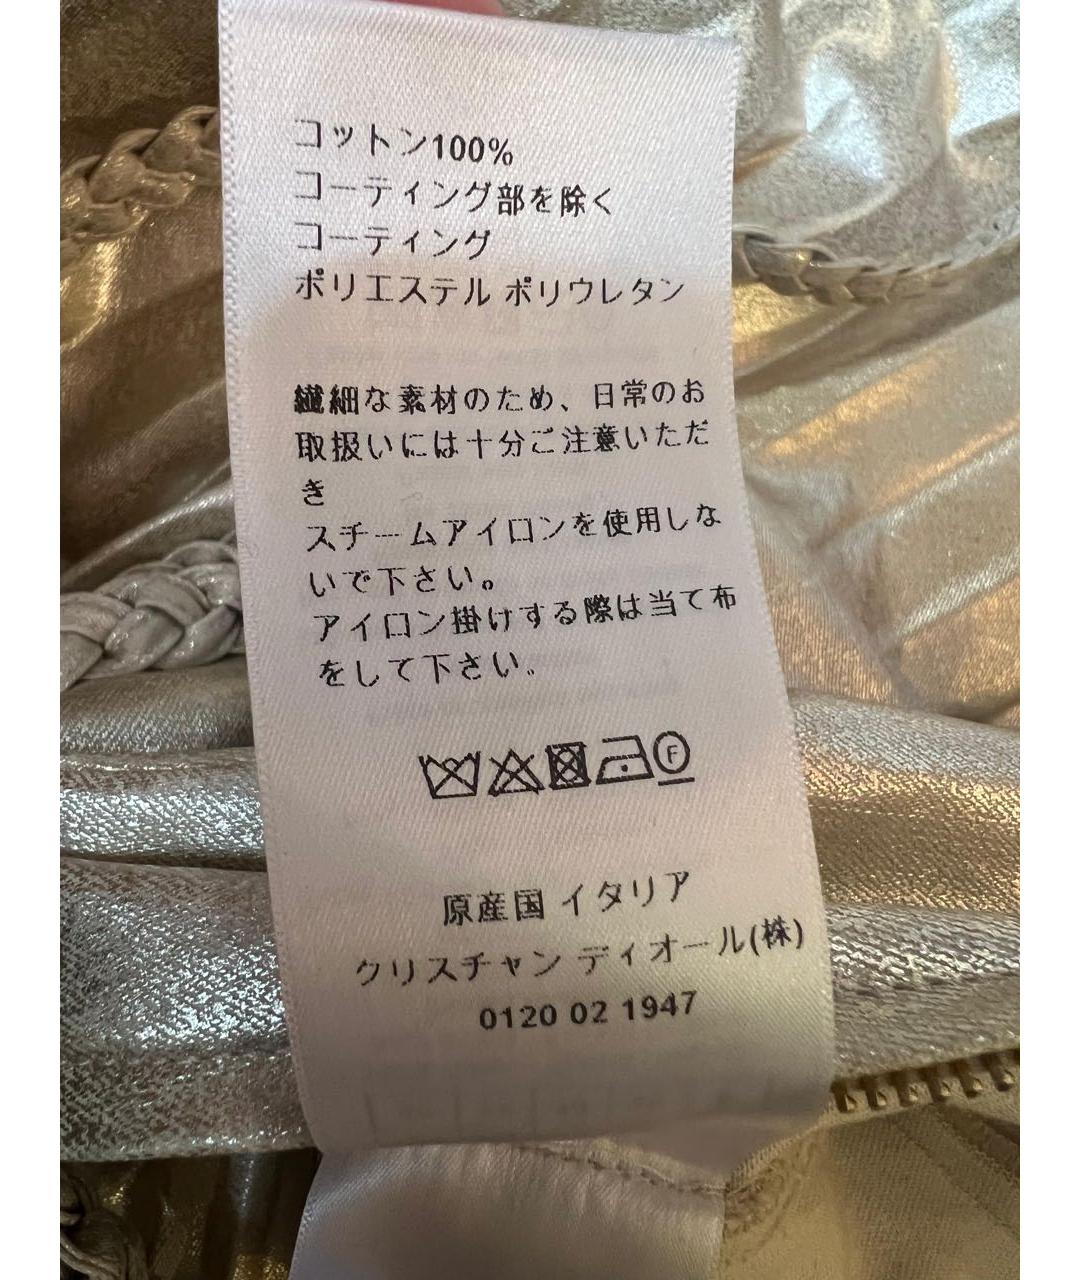 コットン100%
コーティング部を除く
コーティング
ポリエステル ポリウレタン
繊細な素材のため、日常のお
取扱いには十分ご注意いただ
き
スチームアイロンを使用しな
いで下さい。
アイロン掛けする際は当て布
をして下さい。
F
原産国 イタリア
クリスチャン ディオール(株)
0120 02 1947